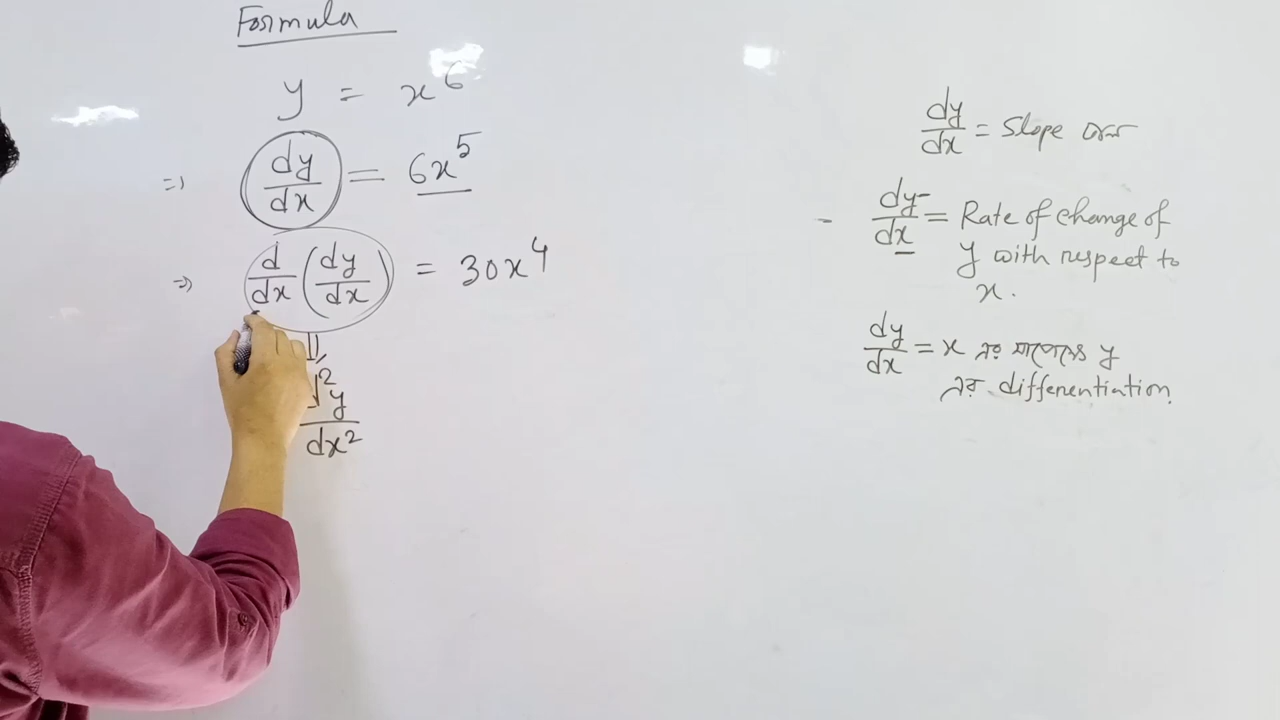 Formula
y = x⁶
=> dy/dx = 6x⁵
=> d/dx (dy/dx) = 30x⁴
d²y/dx²
dy/dx = Slope
- dy/dx = Rate of change of
y with respect to
x.
dy/dx = x এর সাপেক্ষে y
এর differentiation.